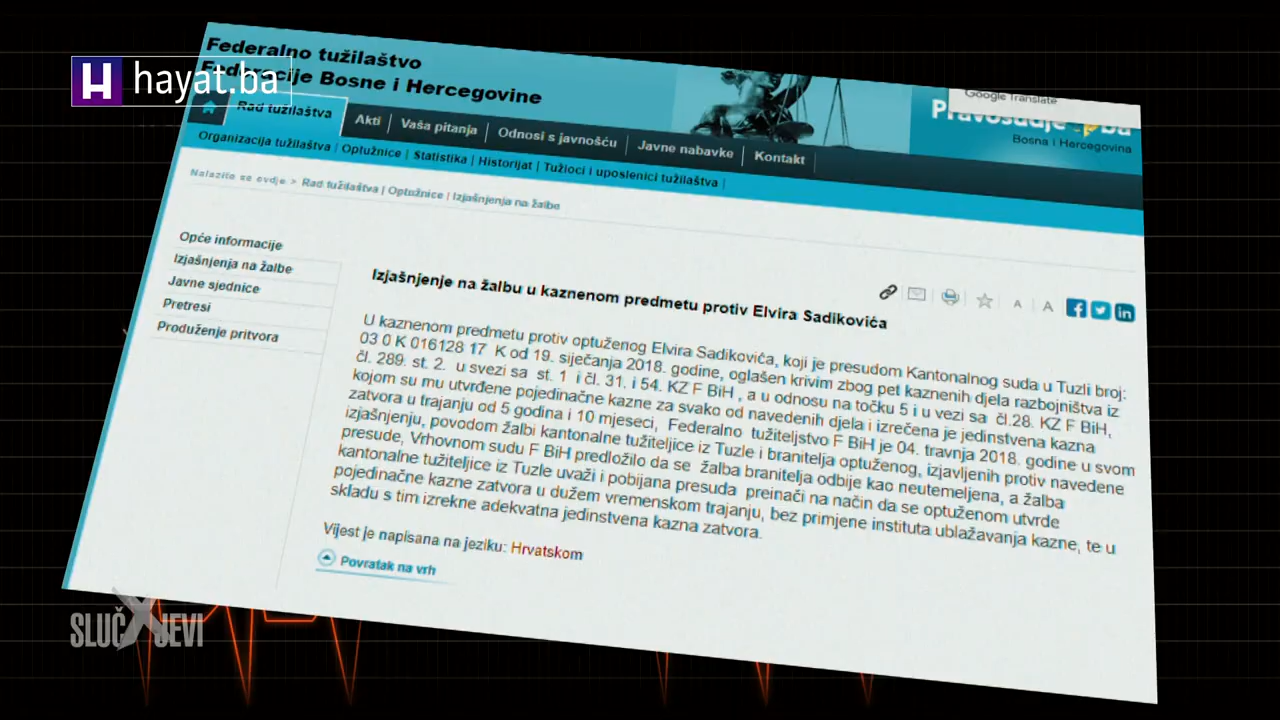 hayat.ba
Federalno tužilaštvo
Federacije Bosne i Hercegovine
Google Translate
Pravosudje.ba
Bosna i Hercegovina
Rad tužilaštva
Akti
Vaša pitanja
Odnosi s javnošću
Javne nabavke
Kontakt
Organizacija tužilaštva | Optužnice | Statistika | Historijat | Tužioci i uposlenici tužilaštva |
Nalazite se ovdje > Rad tužilaštva | Optužnice | Izjašnjenja na žalbe
Opće informacije
Izjašnjenja na žalbe
Javne sjednice
Pretresi
Produženje pritvora
A A
Izjašnjenje na žalbu u kaznenom predmetu protiv Elvira Sadikovića
U kaznenom predmetu protiv optuženog Elvira Sadikovića, koji je presudom Kantonalnog suda u Tuzli broj:
03 0 K 016128 17 K od 19. siječanja 2018. godine, oglašen krivim zbog pet kaznenih djela razbojništva iz
čl. 289. st. 2. u svezi sa st. 1 i čl. 31. i 54. KZ F BiH , a u odnosu na točku 5 i u vezi sa čl.28. KZ F BiH,
kojom su mu utvrđene pojedinačne kazne za svako od navedenih djela i izrečena je jedinstvena kazna
zatvora u trajanju od 5 godina i 10 mjeseci, Federalno tužiteljstvo F BiH je 04. travnja 2018. godine u svom
izjašnjenju, povodom žalbi kantonalne tužiteljice iz Tuzle i branitelja optuženog, izjavljenih protiv navedene
presude, Vrhovnom sudu F BiH predložilo da se žalba branitelja odbije kao neutemeljena, a žalba
kantonalne tužiteljice iz Tuzle uvaži i pobijana presuda preinači na način da se optuženom utvrde
pojedinačne kazne zatvora u dužem vremenskom trajanju, bez primjene instituta ublažavanja kazne, te u
skladu s tim izrekne adekvatna jedinstvena kazna zatvora.
Vijest je napisana na jeziku: Hrvatskom
Povratak na vrh
SLUČXJEVI